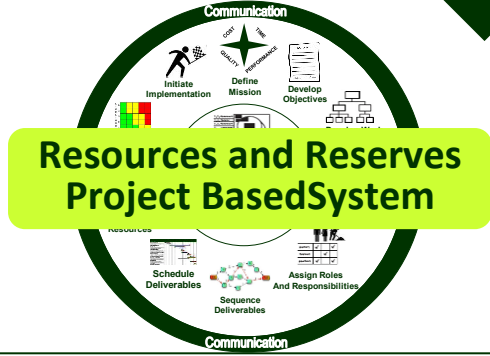 Communication
COST
TIME
QUALITY
PERFORMANCE
Initiate
Implementation
Define
Mission
Develop
Objectives
Resources and Reserves
Project BasedSystem
Resources
Schedule
Deliverables
Sequence
Deliverables
Assign Roles
And Responsibilities
Communication